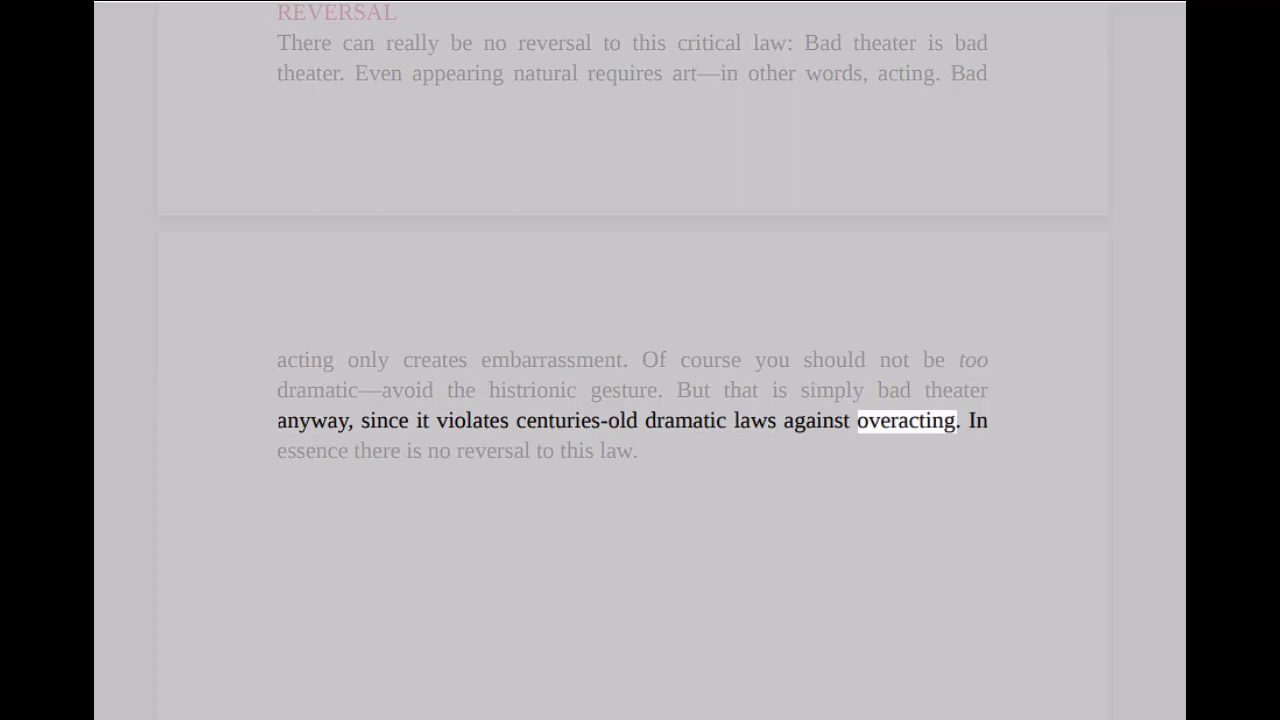 REVERSAL
There can really be no reversal to this critical law: Bad theater is bad
theater. Even appearing natural requires art—in other words, acting. Bad
acting only creates embarrassment. Of course you should not be too
dramatic—avoid the histrionic gesture. But that is simply bad theater
anyway, since it violates centuries-old dramatic laws against overacting. In
essence there is no reversal to this law.